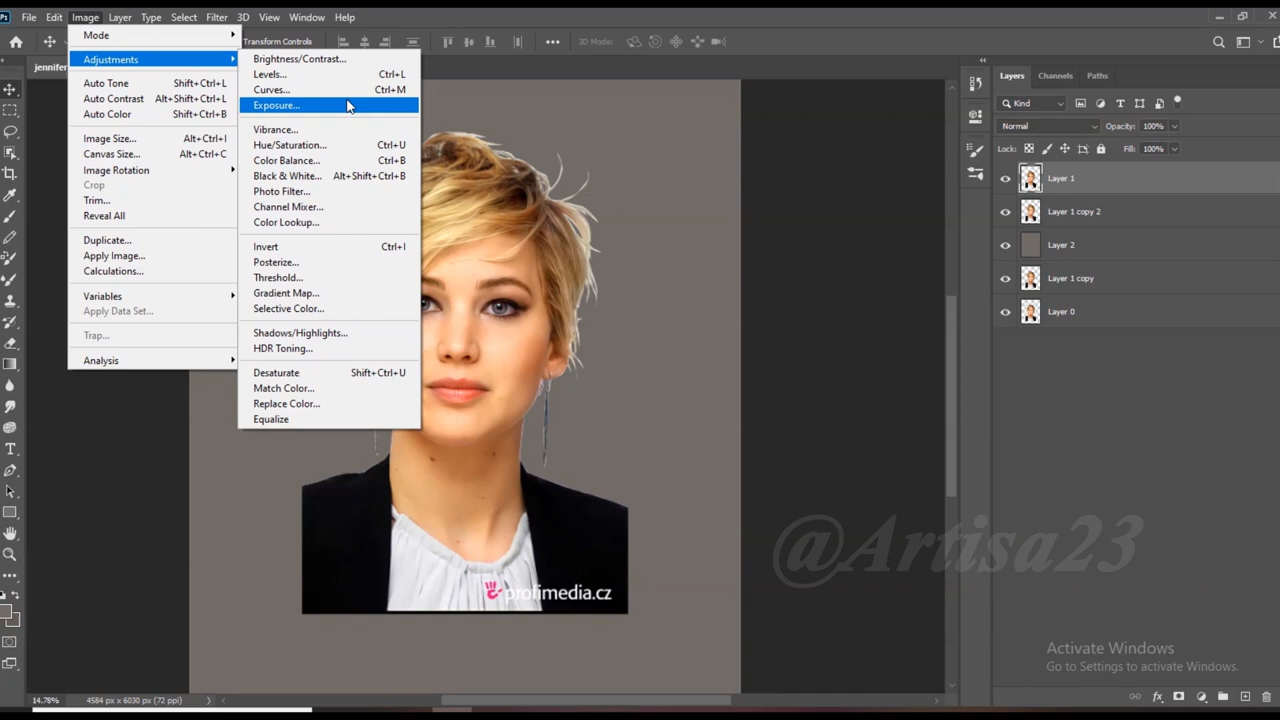 Ps File Edit Image Layer Type Select Filter 3D View Window Help
Transform Controls
3D Mode:
jennifer
Mode
Adjustments
Auto Tone Shift+Ctrl+L
Auto Contrast Alt+Shift+Ctrl+L
Auto Color Shift+Ctrl+B
Image Size... Alt+Ctrl+I
Canvas Size... Alt+Ctrl+C
Image Rotation
Crop
Trim...
Reveal All
Duplicate...
Apply Image...
Calculations...
Variables
Apply Data Set...
Trap...
Analysis
Brightness/Contrast...
Levels... Ctrl+L
Curves... Ctrl+M
Exposure...
Vibrance...
Hue/Saturation... Ctrl+U
Color Balance... Ctrl+B
Black & White... Alt+Shift+Ctrl+B
Photo Filter...
Channel Mixer...
Color Lookup...
Invert Ctrl+I
Posterize...
Threshold...
Gradient Map...
Selective Color...
Shadows/Highlights...
HDR Toning...
Desaturate Shift+Ctrl+U
Match Color...
Replace Color...
Equalize
Layers Channels Paths
Kind
Normal Opacity: 100%
Lock: Fill: 100%
Layer 1
Layer 1 copy 2
Layer 2
Layer 1 copy
Layer 0
@Artisa23
profimedia.cz
Activate Windows
Go to Settings to activate Windows.
14.78% 4584 px x 6030 px (72 ppi)